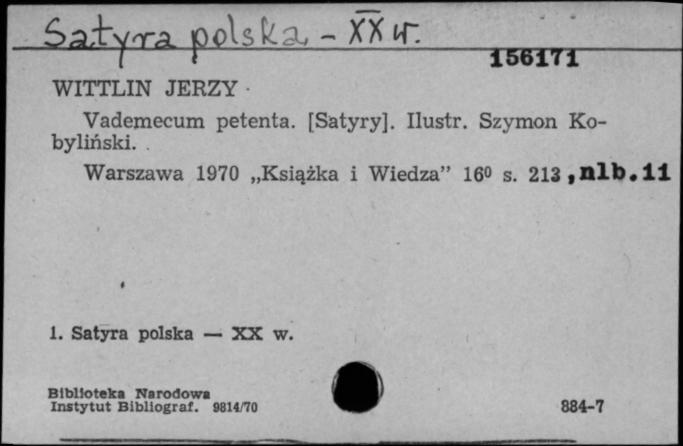 Satyra polska - XX w.
156171
WITTLIN JERZY
Vademecum petenta. [Satyry]. Ilustr. Szymon Ko-
byliński.
Warszawa 1970 „Książka i Wiedza” 16⁰ s. 213, nlb. 11
1. Satyra polska — XX w.
Biblioteka Narodowa
Instytut Bibliograf. 9814/70
884-7